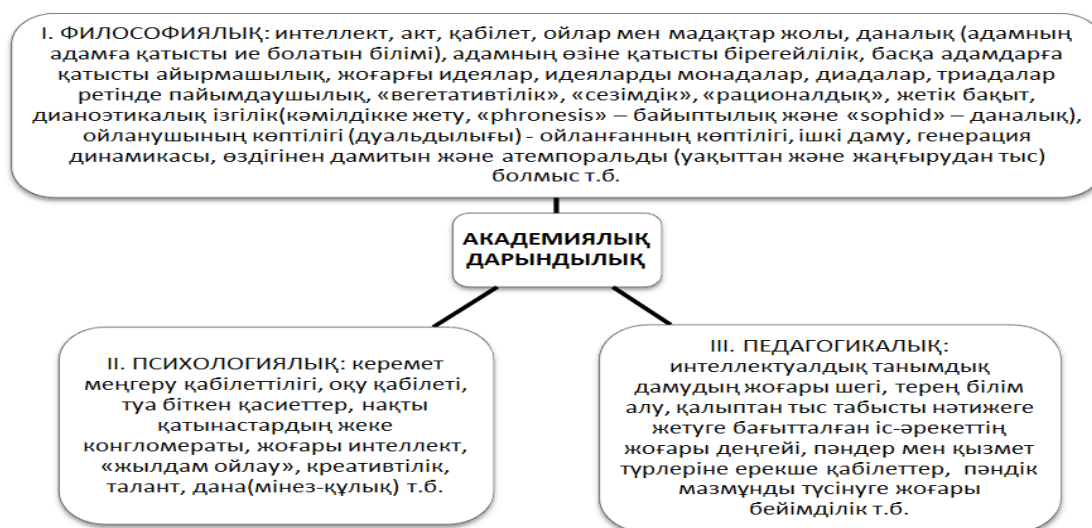 І. ФИЛОСОФИЯЛЫҚ: интеллект, акт, қабілет, ойлар мен мадақтар жолы, даналық (адамның
адамға қатысты ие болатын білімі), адамның өзіне қатысты бірегейлілік, басқа адамдарға
қатысты айырмашылық, жоғарғы идеялар, идеяларды монадалар, диадалар, триадалар
ретінде пайымдаушылық, «вегетативтілік», «сезімдік», «рационалдық», жетік бақыт,
дианоэтикалық ізгілік(кәмілдікке жету, «phronesis» – байыптылық және «sophid» – даналық),
ойланушының көптілігі (дуальдылығы) - ойланғанның көптілігі, ішкі даму, генерация
динамикасы, өздігінен дамитын және атемпоральды (уақыттан және жаңғырудан тыс)
болмыс т.б.
АКАДЕМИЯЛЫҚ
ДАРЫНДЫЛЫҚ
ІІ. ПСИХОЛОГИЯЛЫҚ: керемет
меңгеру қабілеттілігі, оқу қабілеті,
туа біткен қасиеттер, нақты
қатынастардың жеке
конгломераты, жоғары интеллект,
«жылдам ойлау», креативтілік,
талант, дана(мінез-құлық) т.б.
ІІІ. ПЕДАГОГИКАЛЫҚ:
интеллектуалдық танымдық
дамудың жоғары шегі, терең білім
алу, қалыптан тыс табысты нәтижеге
жетуге бағытталған іс-әрекеттің
жоғары деңгейі, пәндер мен қызмет
түрлеріне ерекше қабілеттер, пәндік
мазмұнды түсінуге жоғары
бейімділік т.б.